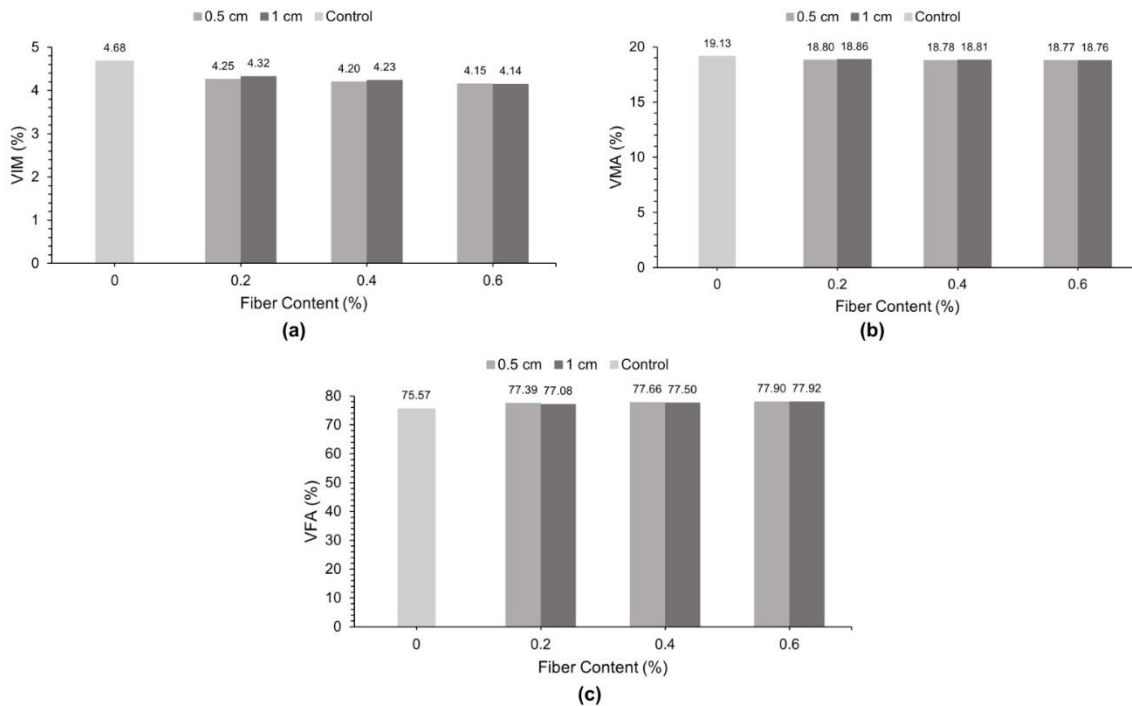 0.5 cm 1 cm Control
5
4
4
3
2
1
0
VIM (%)
4.68
4.25 4.32
4.20 4.23
4.15 4.14
0 0.2 0.4 0.6
Fiber Content (%)
(a)
0.5 cm 1 cm Control
20
18
15
13
10
8
5
3
0
VMA (%)
19.13
18.80 18.86
18.78 18.81
18.77 18.76
0 0.2 0.4 0.6
Fiber Content (%)
(b)
0.5 cm 1 cm Control
80
70
60
50
40
30
20
10
0
VFA (%)
75.57
77.39 77.08
77.66 77.50
77.90 77.92
0 0.2 0.4 0.6
Fiber Content (%)
(c)